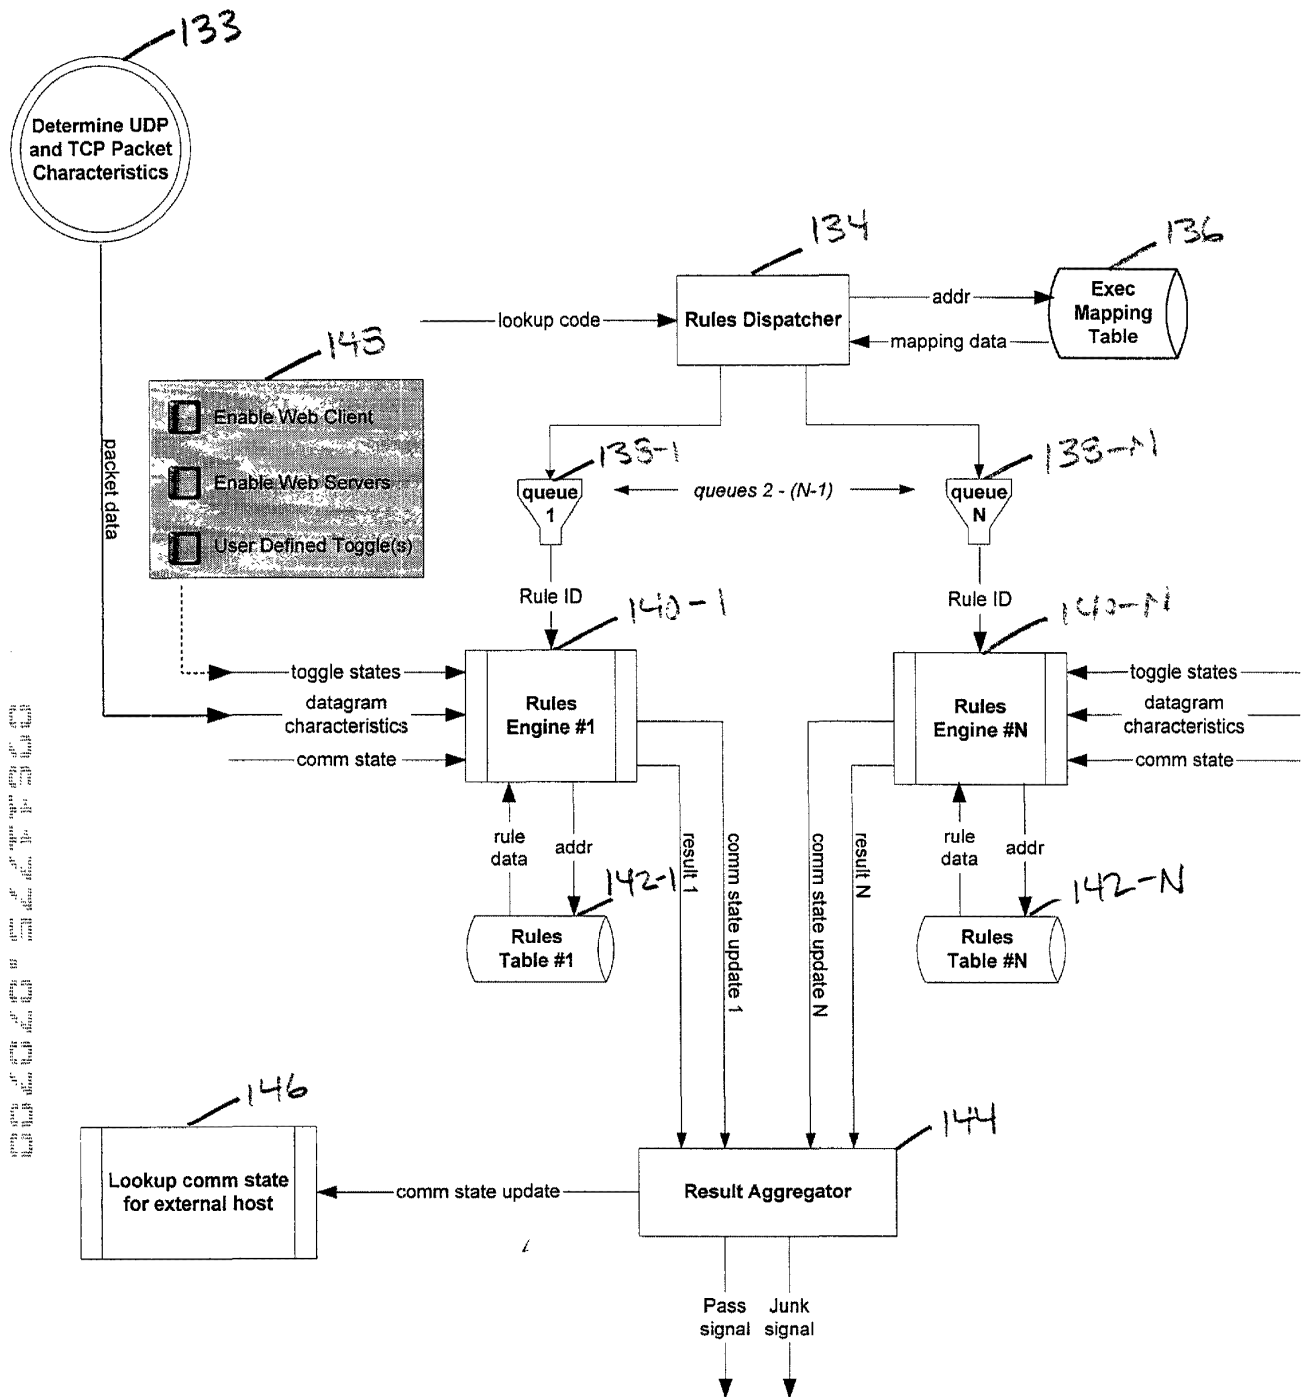 133
Determine UDP
and TCP Packet
Characteristics
134
136
lookup code
Rules Dispatcher
addr
mapping data
Exec
Mapping
Table
148
Enable Web Client
Enable Web Servers
User Defined Toggle(s)
packet data
138-1
138-N
queue
1
queues 2 - (N-1)
queue
N
Rule ID
Rule ID
140-1
140-N
toggle states
datagram
characteristics
comm state
Rules
Engine #1
Rules
Engine #N
toggle states
datagram
characteristics
comm state
rule
data
addr
result 1
comm state update 1
comm state update N
result N
rule
data
addr
142-1
142-N
Rules
Table #1
Rules
Table #N
146
144
Lookup comm state
for external host
comm state update
Result Aggregator
Pass
signal
Junk
signal